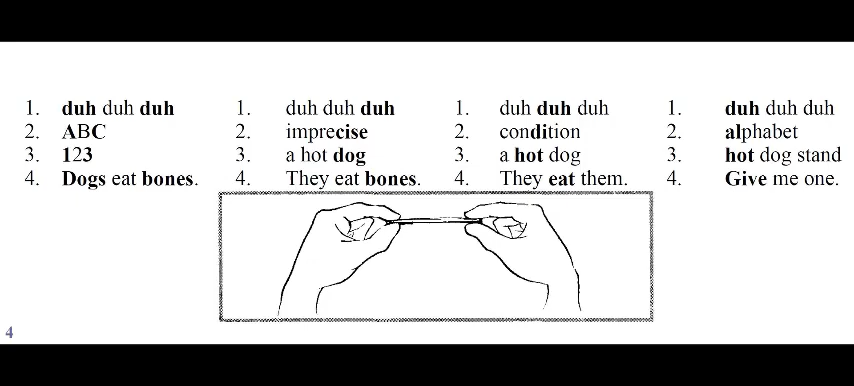 1. duh duh duh
2. ABC
3. 123
4. Dogs eat bones.
1. duh duh duh
2. imprecise
3. a hot dog
4. They eat bones.
1. duh duh duh
2. condition
3. a hot dog
4. They eat them.
1. duh duh duh
2. alphabet
3. hot dog stand
4. Give me one.
4